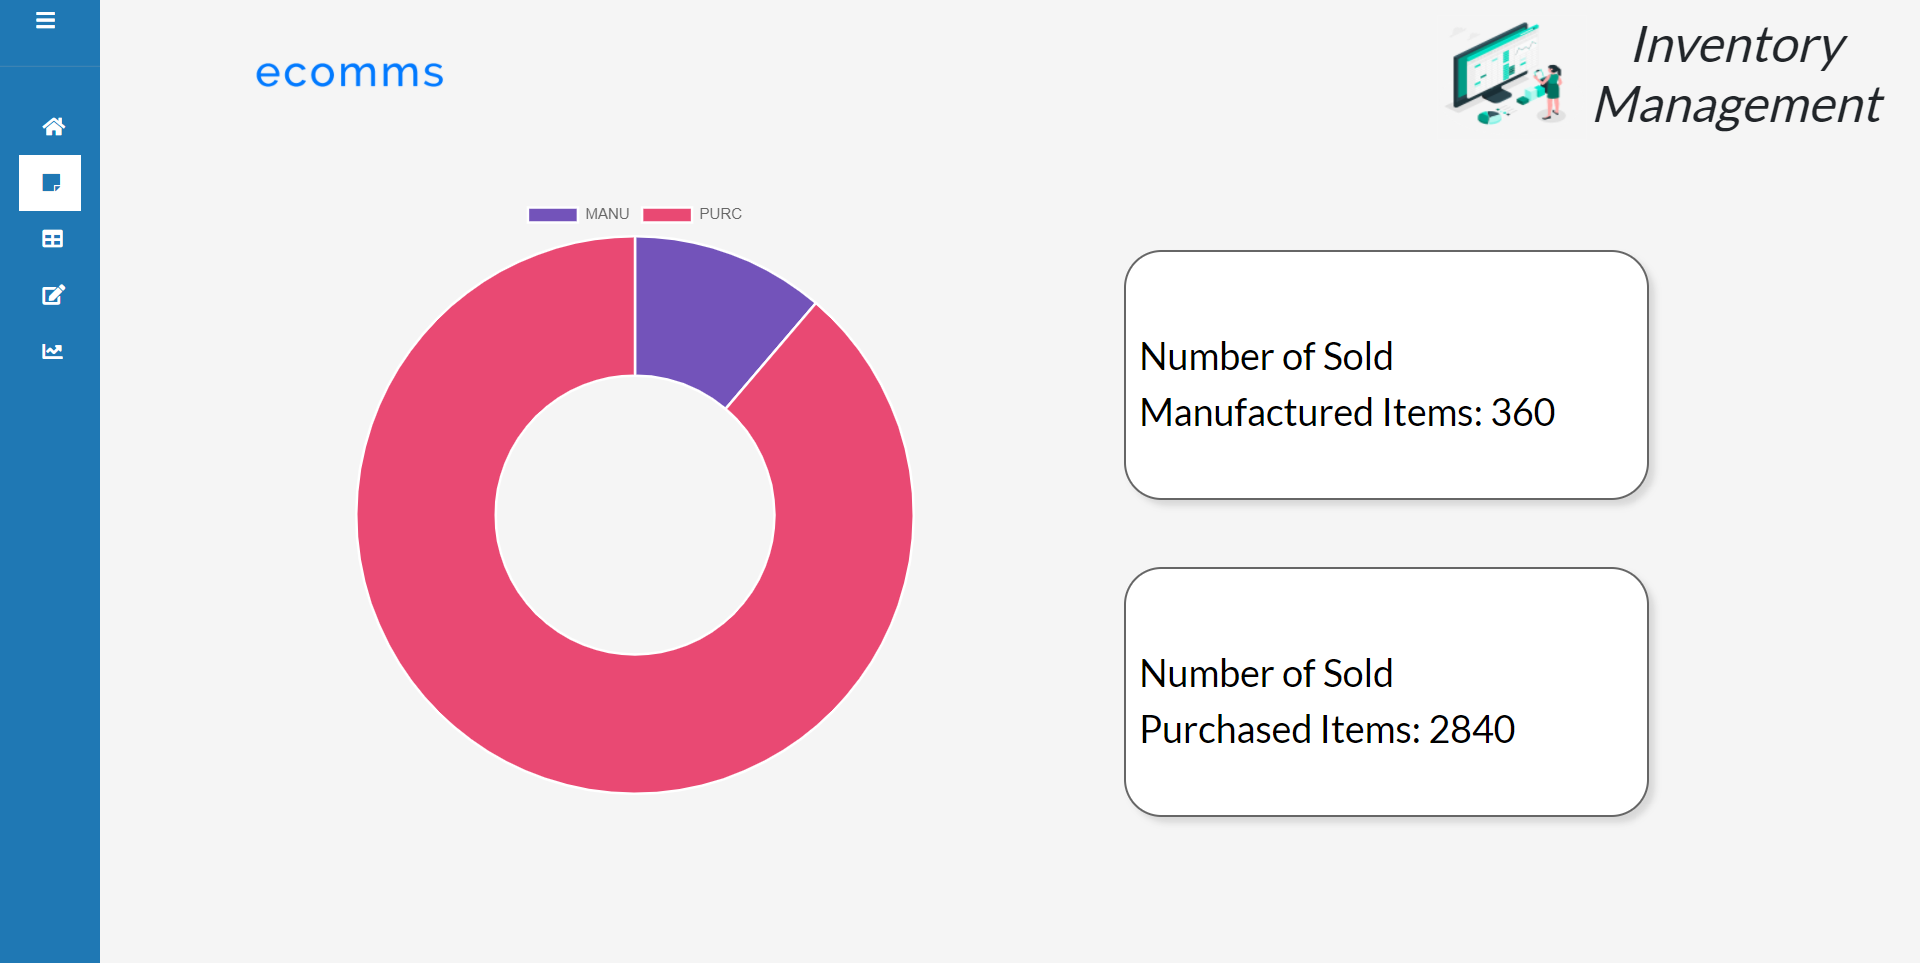 ecomms
Inventory
Management
MANU PURC
Number of Sold
Manufactured Items: 360
Number of Sold
Purchased Items: 2840